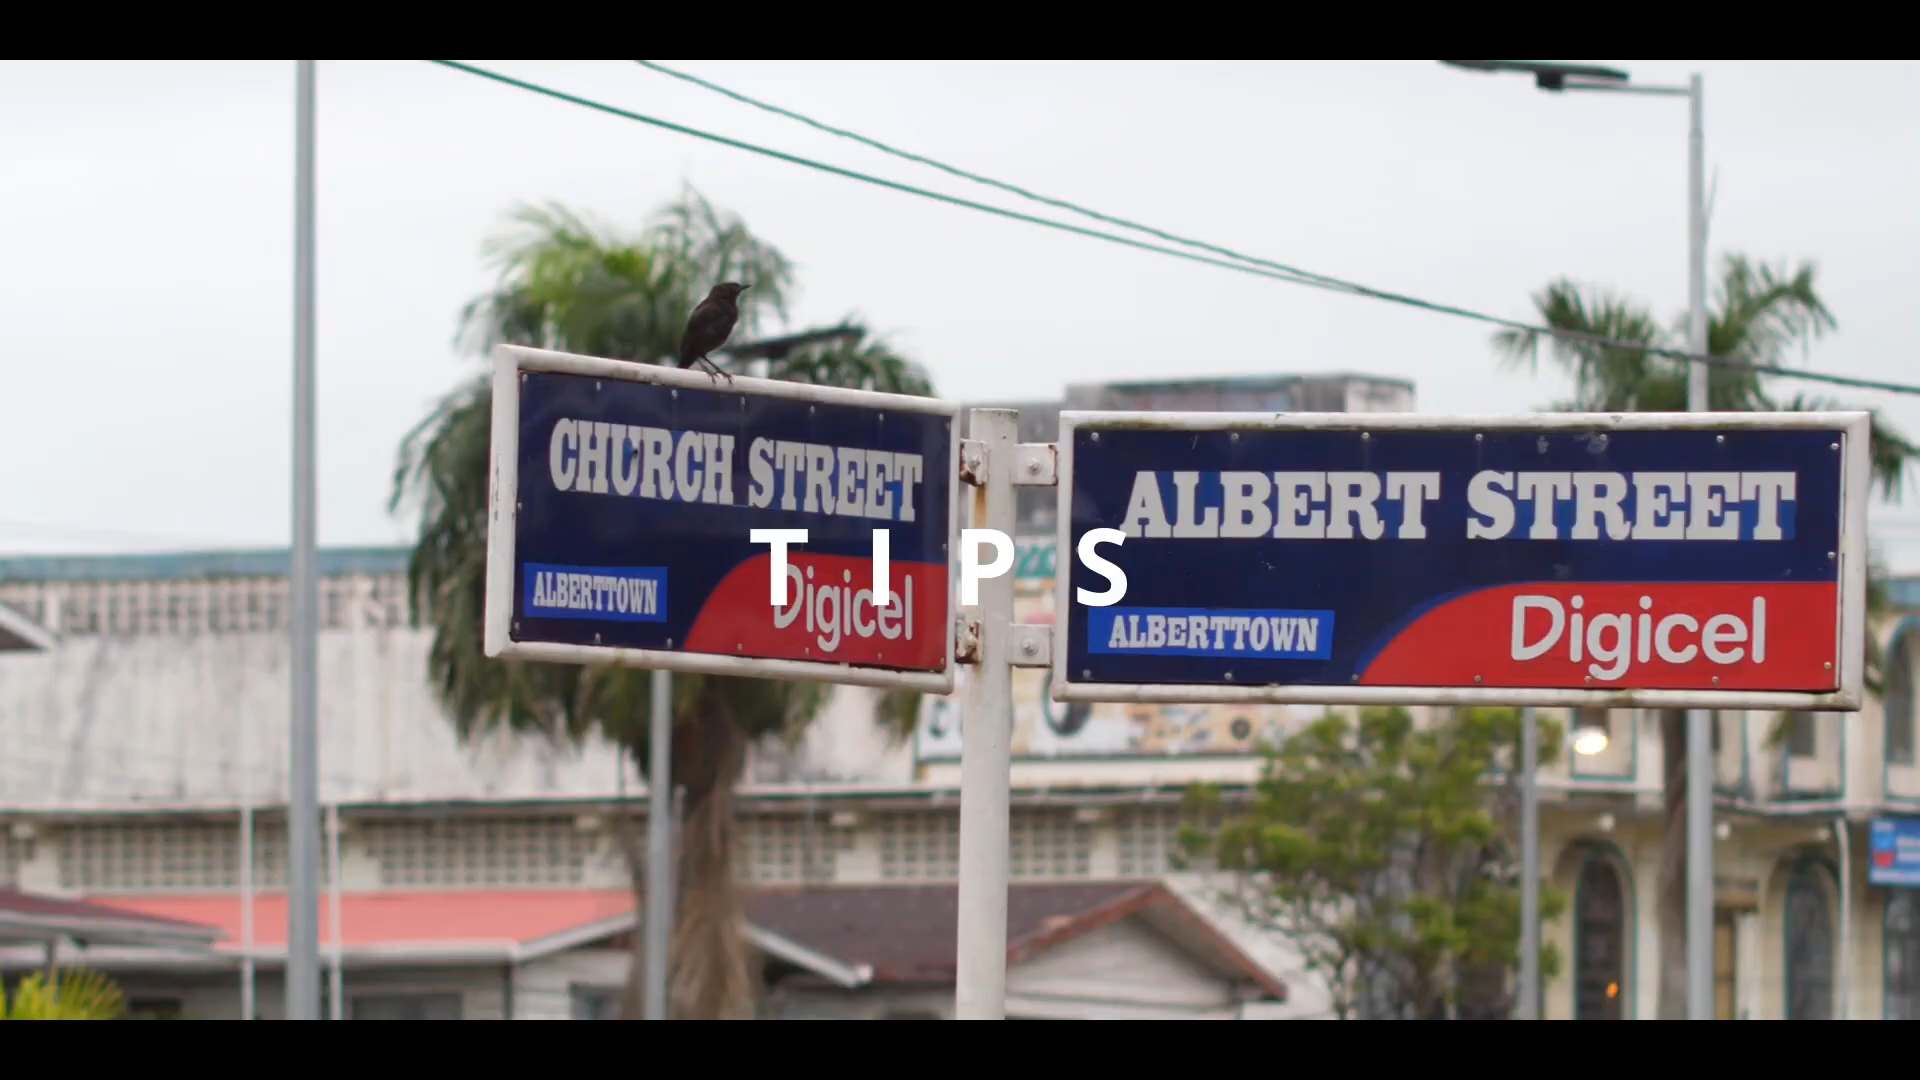 CHURCH STREET
ALBERTTOWN
Digicel
ALBERT STREET
ALBERTTOWN
Digicel
TIPS